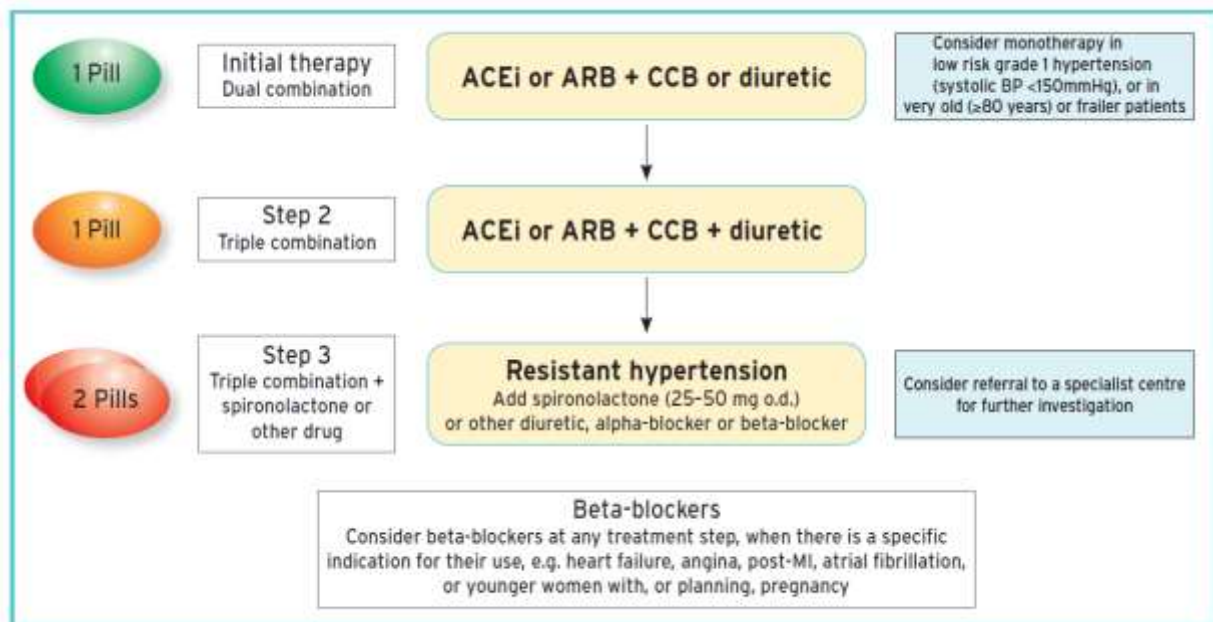 1 Pill
Initial therapy
Dual combination
ACEi or ARB + CCB or diuretic
Consider monotherapy in
low risk grade 1 hypertension
(systolic BP <150mmHg), or in
very old (≥80 years) or frailer patients
1 Pill
Step 2
Triple combination
ACEi or ARB + CCB + diuretic
2 Pills
Step 3
Triple combination +
spironolactone or
other drug
Resistant hypertension
Add spironolactone (25-50 mg o.d.)
or other diuretic, alpha-blocker or beta-blocker
Consider referral to a specialist centre
for further investigation
Beta-blockers
Consider beta-blockers at any treatment step, when there is a specific
indication for their use, e.g. heart failure, angina, post-MI, atrial fibrillation,
or younger women with, or planning, pregnancy